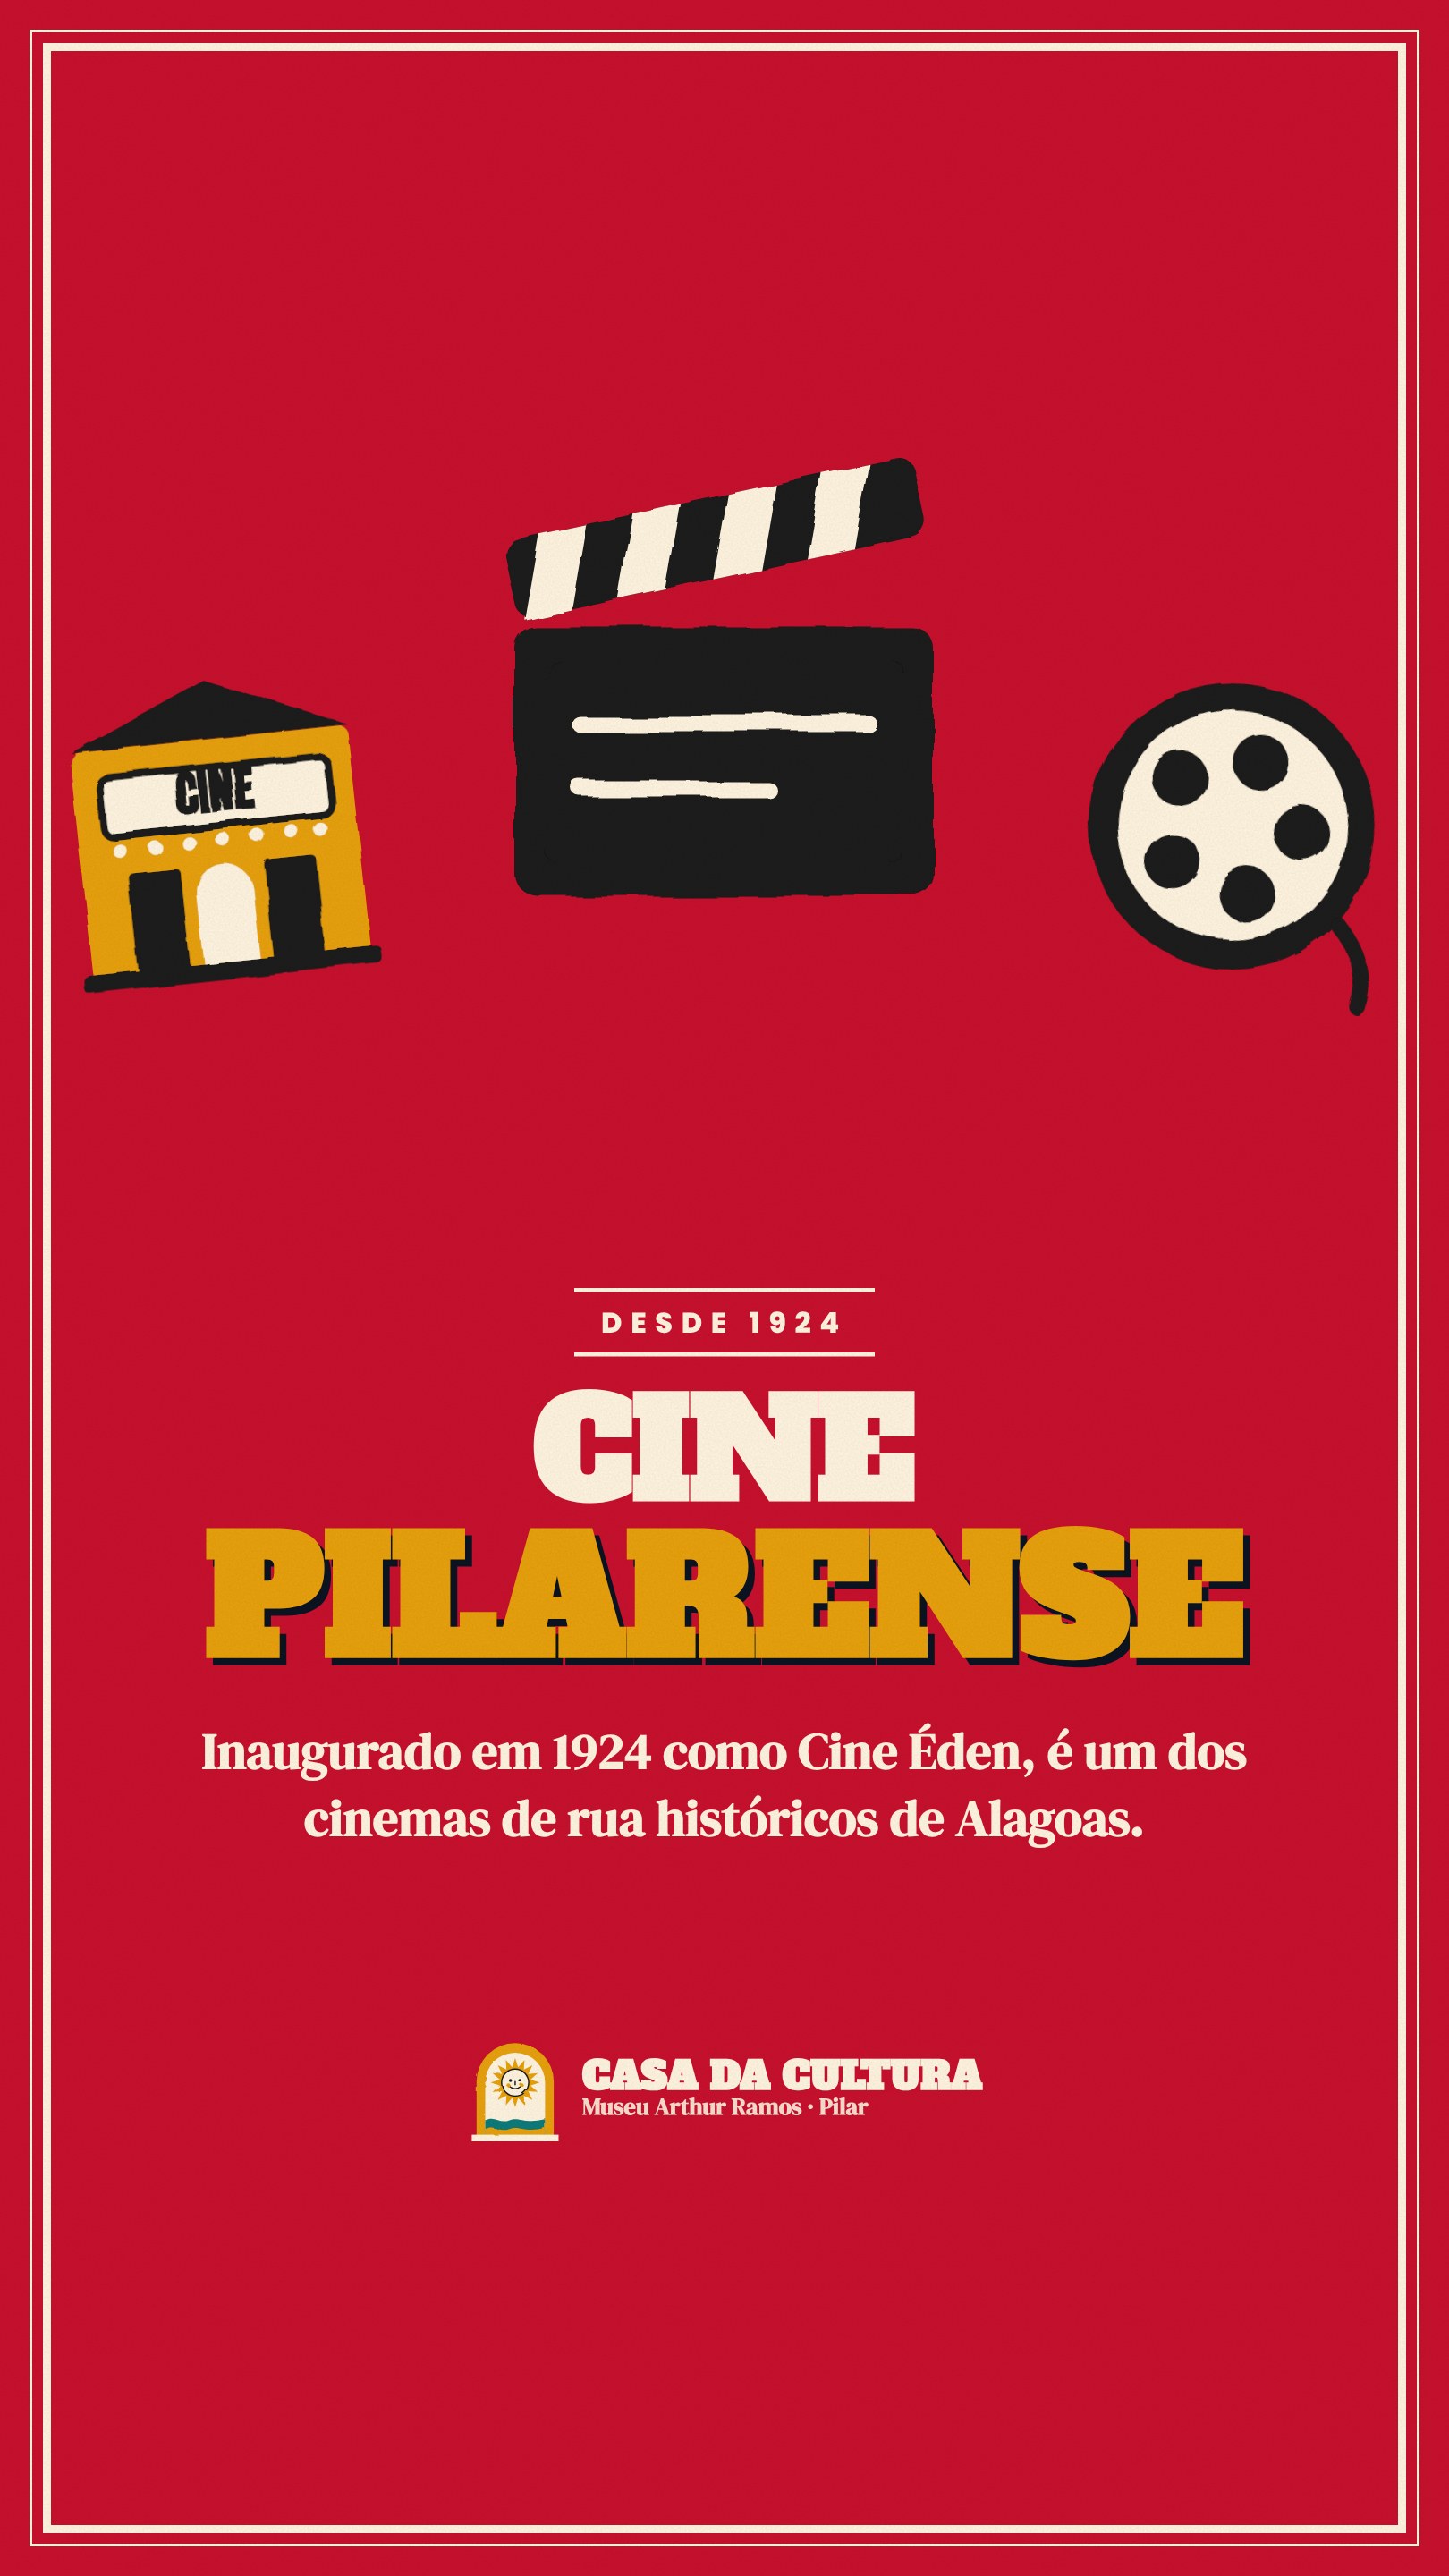 CINE
DESDE 1924
CINE
PILARENSE
Inaugurado em 1924 como Cine Éden, é um dos
cinemas de rua históricos de Alagoas.
CASA DA CULTURA
Museu Arthur Ramos • Pilar